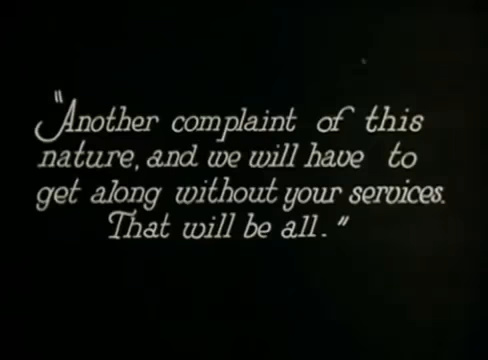 "Another complaint of this
nature, and we will have to
get along without your services.
That will be all."